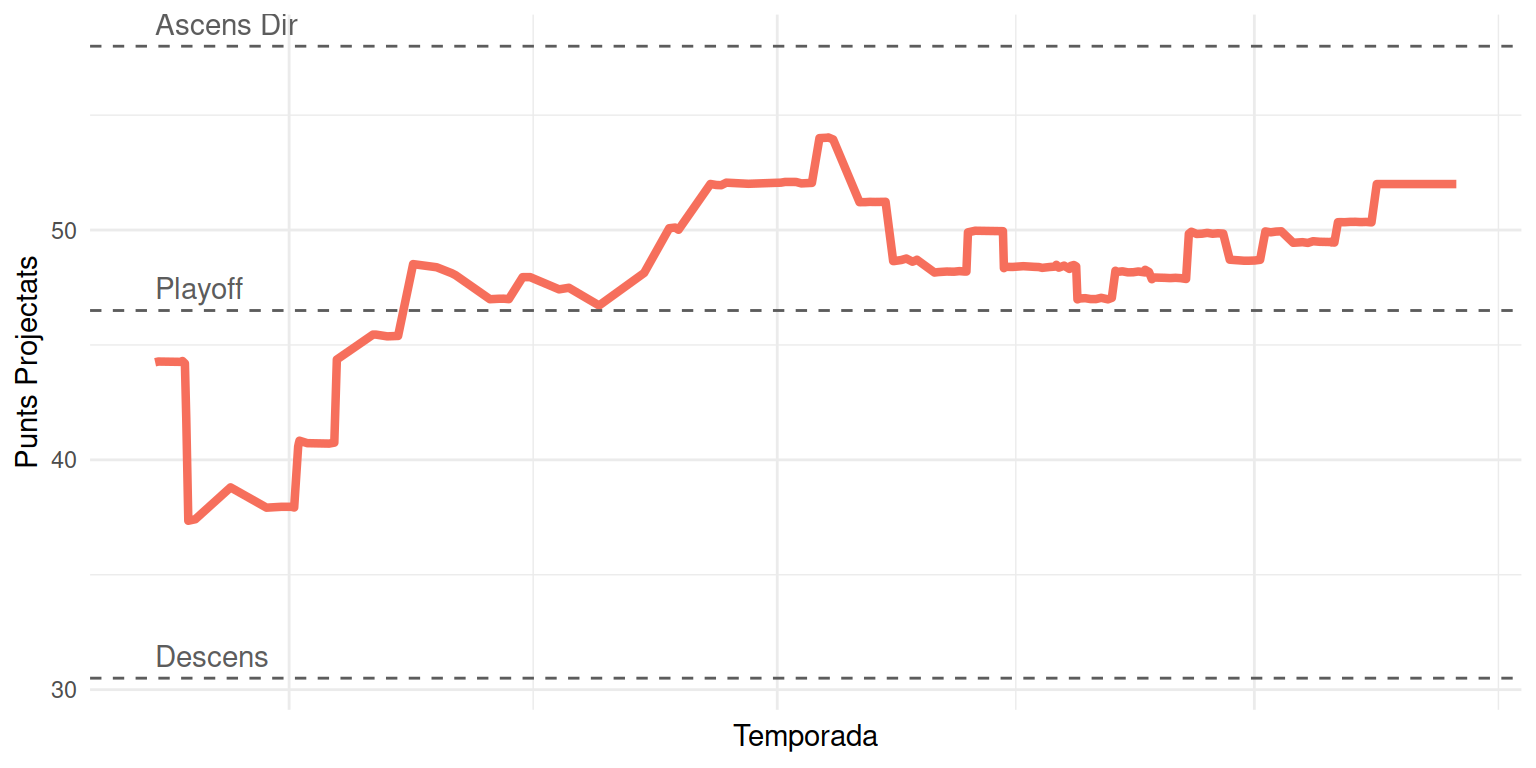 Ascens Dir
50
Playoff
Punts Projectats
40
Descens
30
Temporada